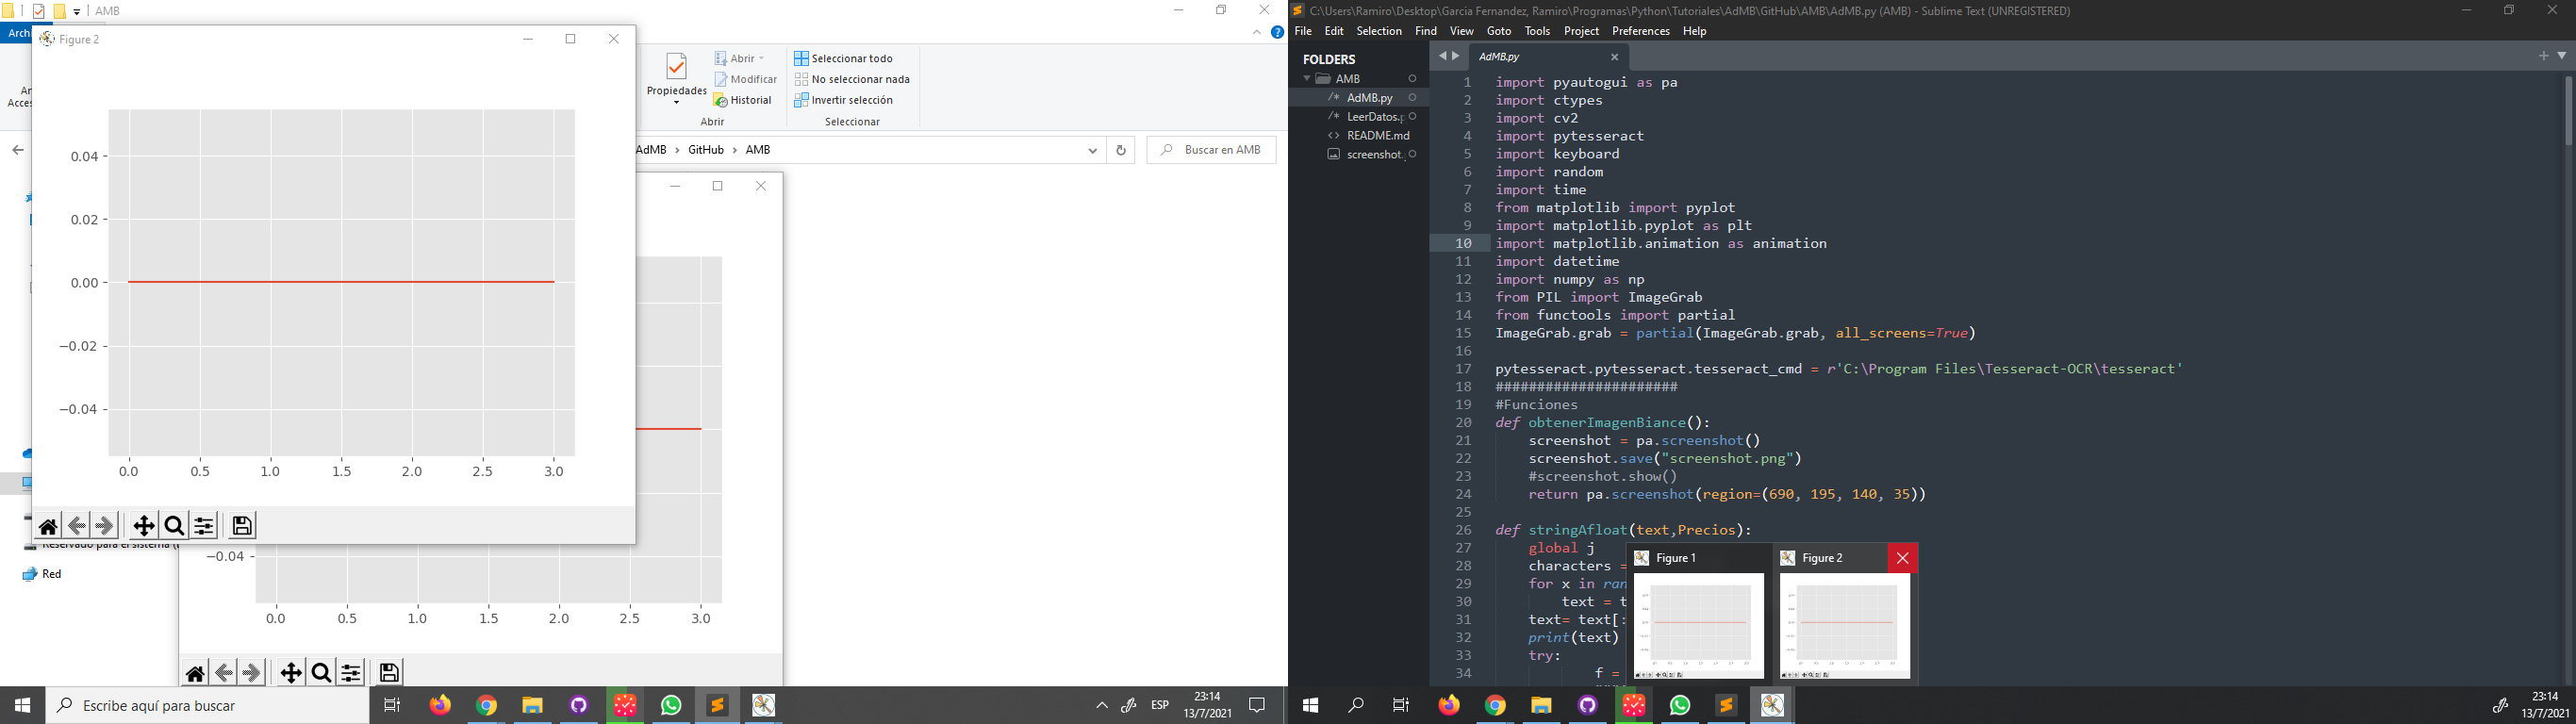 AMB
Archi
Figure 2
Propiedades
Abrir
Modificar
Historial
Abrir
Seleccionar todo
No seleccionar nada
Invertir selección
Seleccionar
AdMB > GitHub > AMB
Buscar en AMB
0.04
0.02
0.00
−0.02
−0.04
0.0 0.5 1.0 1.5 2.0 2.5 3.0
Reservado para el sistema (
Red
−0.04
0.0 0.5 1.0 1.5 2.0 2.5 3.0
Escribe aquí para buscar
ESP
23:14
13/7/2021
C:\Users\Ramiro\Desktop\Garcia Fernandez, Ramiro\Programas\Python\Tutoriales\AdMB\GitHub\AMB\AdMB.py (AMB) - Sublime Text (UNREGISTERED)
File Edit Selection Find View Goto Tools Project Preferences Help
FOLDERS
AMB
/* AdMB.py
/* LeerDatos.p
<> README.md
screenshot.
AdMB.py
1 import pyautogui as pa
2 import ctypes
3 import cv2
4 import pytesseract
5 import keyboard
6 import random
7 import time
8 from matplotlib import pyplot
9 import matplotlib.pyplot as plt
10 import matplotlib.animation as animation
11 import datetime
12 import numpy as np
13 from PIL import ImageGrab
14 from functools import partial
15 ImageGrab.grab = partial(ImageGrab.grab, all_screens=True)
16
17 pytesseract.pytesseract.tesseract_cmd = r'C:\Program Files\Tesseract-OCR\tesseract'
18 ######################
19 #Funciones
20 def obtenerImagenBiance():
21 screenshot = pa.screenshot()
22 screenshot.save("screenshot.png")
23 #screenshot.show()
24 return pa.screenshot(region=(690, 195, 140, 35))
25
26 def stringAfloat(text,Precios):
27 global j
28 characters =
29 for x in ran
30 text = t
31 text= text[:
32 print(text)
33 try:
34 f =
Figure 1
Figure 2
23:14
13/7/2021